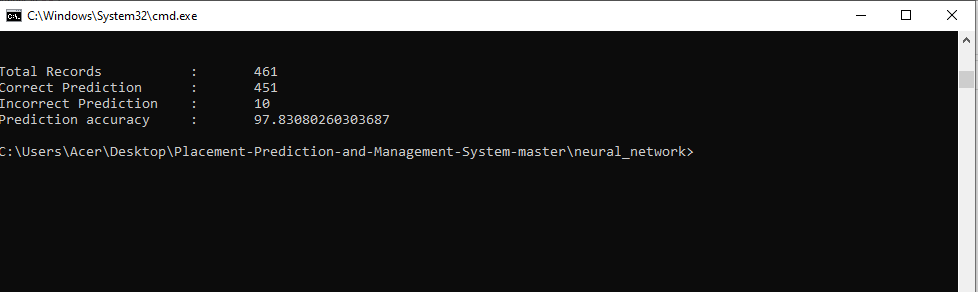 C:\Windows\System32\cmd.exe
Total Records : 461
Correct Prediction : 451
Incorrect Prediction : 10
Prediction accuracy : 97.83080260303687
C:\Users\Acer\Desktop\Placement-Prediction-and-Management-System-master\neural_network>